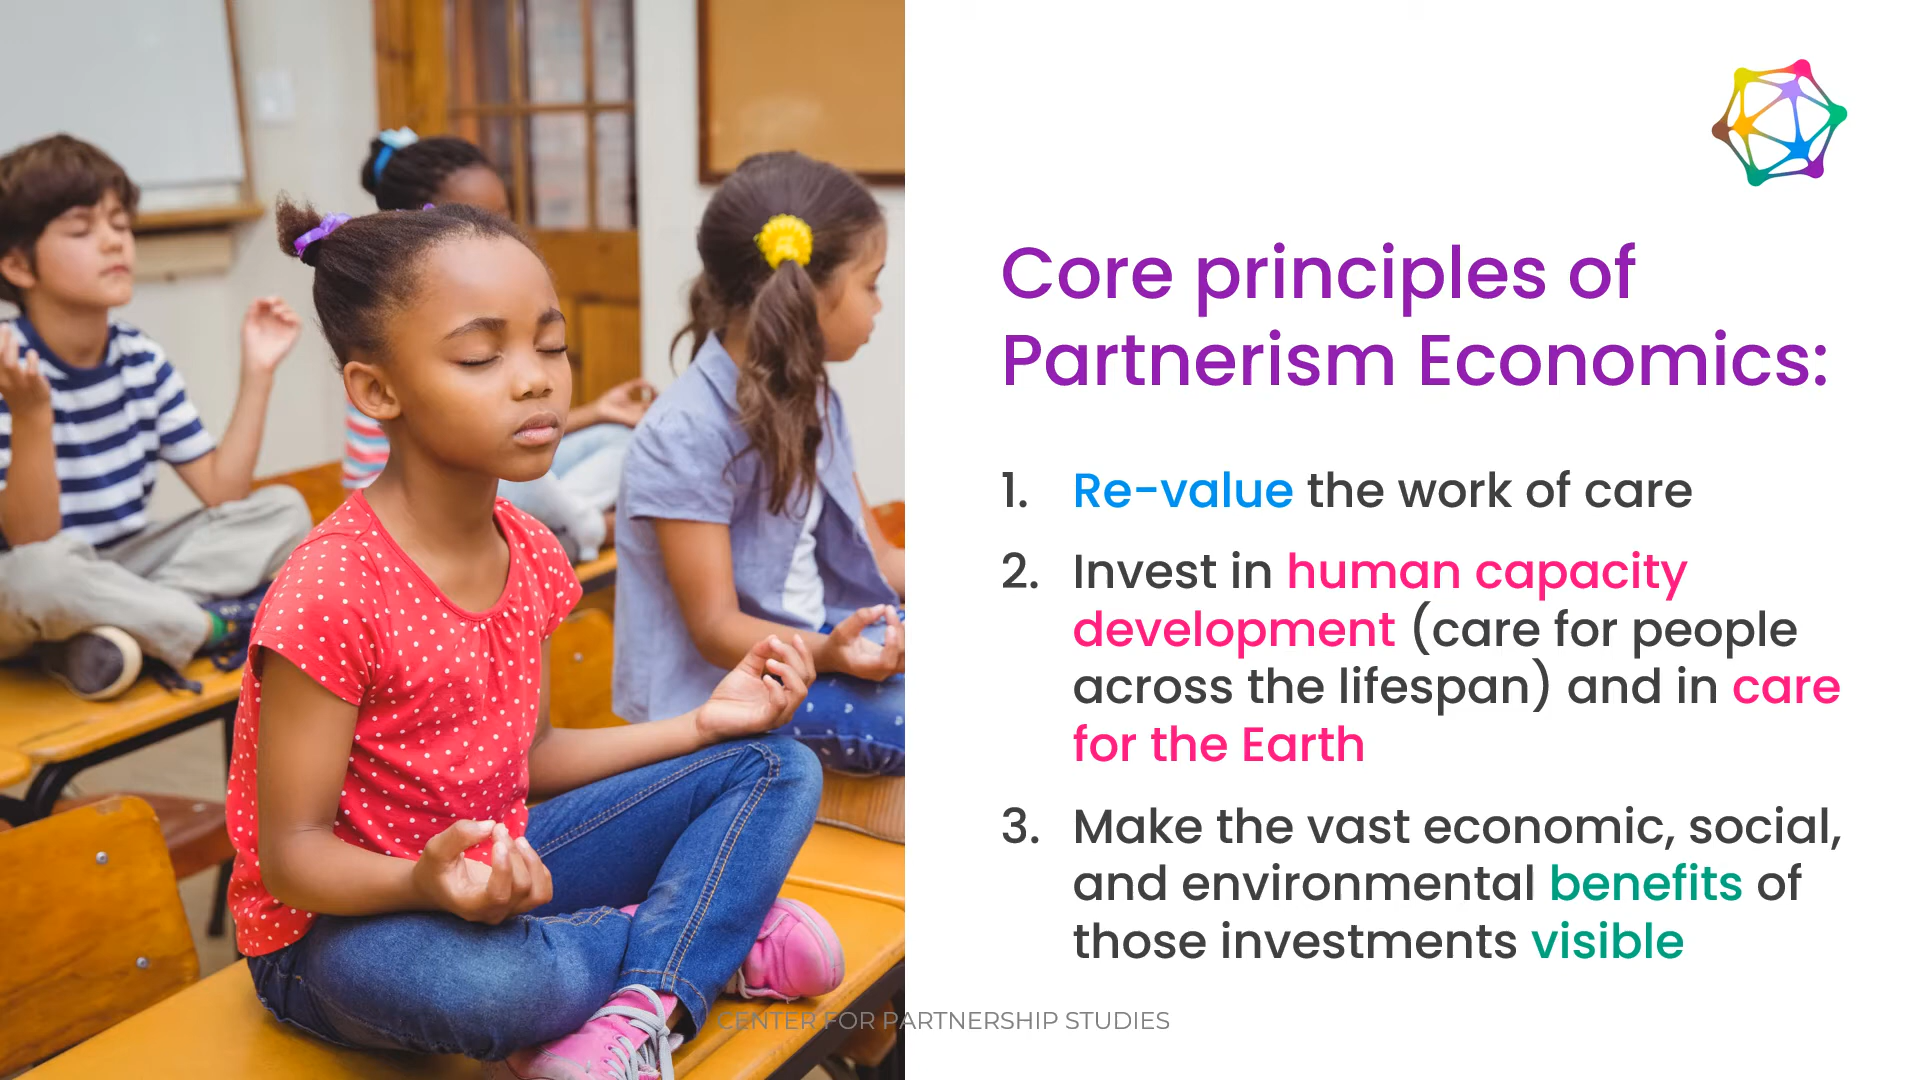 Core principles of
Partnerism Economics:
1. Re-value the work of care
2. Invest in human capacity
development (care for people
across the lifespan) and in care
for the Earth
3. Make the vast economic, social,
and environmental benefits of
those investments visible
CENTER FOR PARTNERSHIP STUDIES